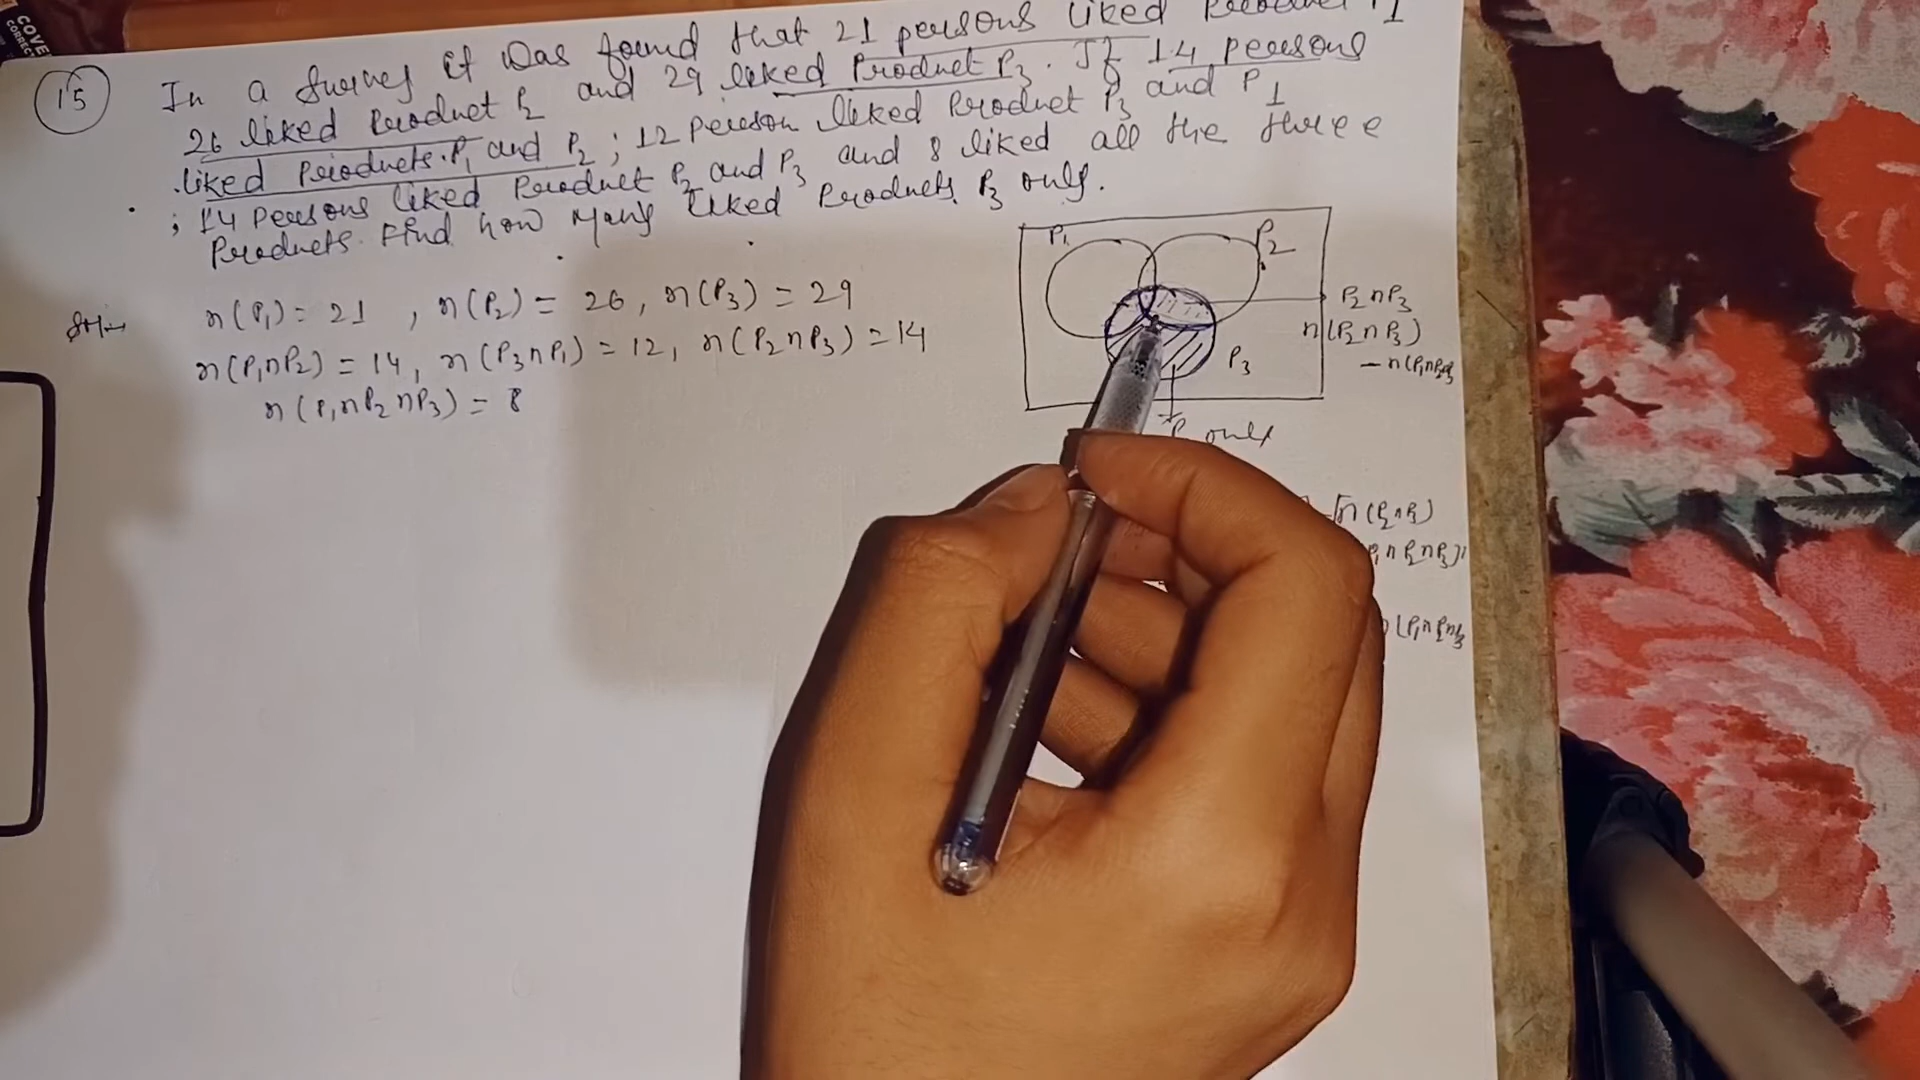 COVE
CORREC
15
In a survey it was found that 21 persons liked Product P1
26 liked Product P2 and 29 liked Product P3. If 14 persons
liked Products P1 and P2 ; 12 person liked Product P3 and P1
; 14 persons liked Product P2 and P3 and 8 liked all the three
Products. Find how many liked Products P3 only.
Soln
n(P1) = 21 , n(P2) = 26 , n(P3) = 29
n(P1∩P2) = 14 , n(P3∩P1) = 12 , n(P2∩P3) = 14
n(P1∩P2∩P3) = 8
P1
P2
P3
P2∩P3
n(P2∩P3)
only
n(P2∩P3)
P1∩P2∩P3)